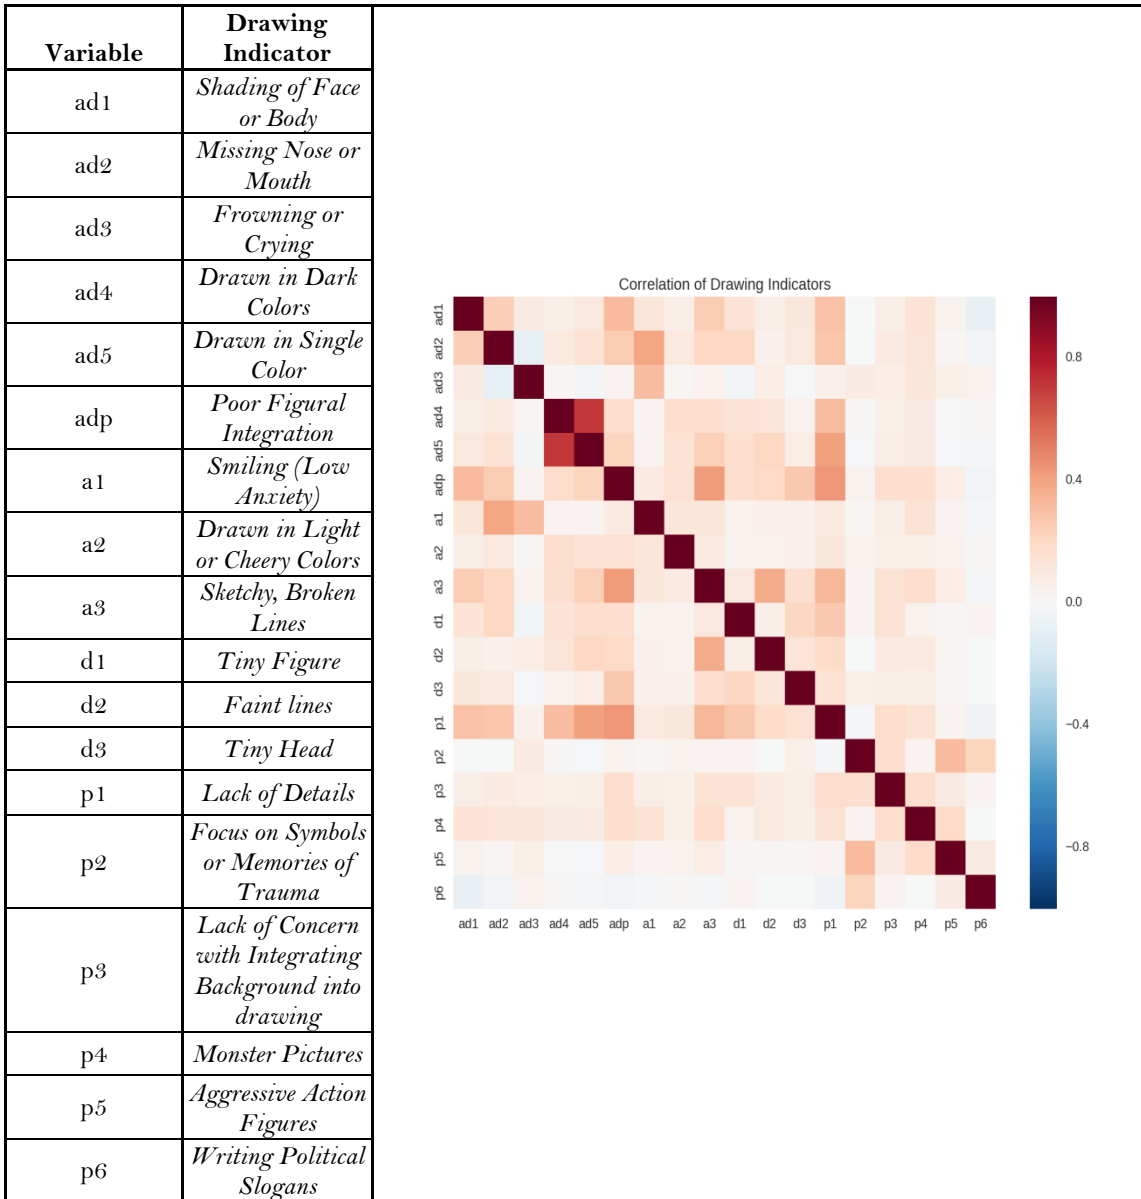 Variable
Drawing
Indicator
ad1
Shading of Face
or Body
ad2
Missing Nose or
Mouth
ad3
Frowning or
Crying
ad4
Drawn in Dark
Colors
ad5
Drawn in Single
Color
adp
Poor Figural
Integration
a1
Smiling (Low
Anxiety)
a2
Drawn in Light
or Cheery Colors
a3
Sketchy, Broken
Lines
d1
Tiny Figure
d2
Faint lines
d3
Tiny Head
p1
Lack of Details
p2
Focus on Symbols
or Memories of
Trauma
p3
Lack of Concern
with Integrating
Background into
drawing
p4
Monster Pictures
p5
Aggressive Action
Figures
p6
Writing Political
Slogans
Correlation of Drawing Indicators
ad1
ad2
ad3
ad4
ad5
adp
a1
a2
a3
d1
d2
d3
p1
p2
p3
p4
p5
p6
ad1 ad2 ad3 ad4 ad5 adp a1 a2 a3 d1 d2 d3 p1 p2 p3 p4 p5 p6
0.8
0.4
0.0
−0.4
−0.8